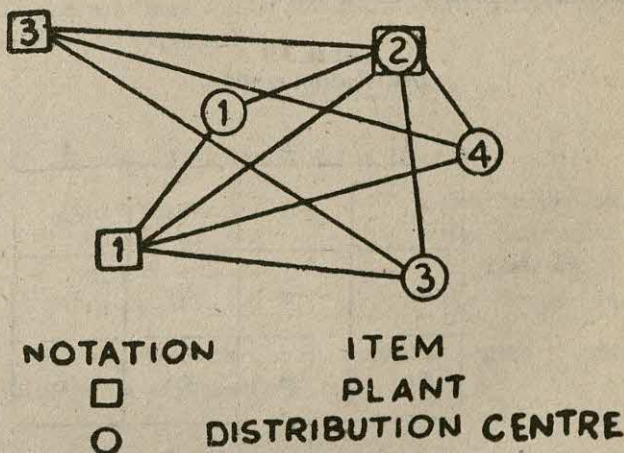 3
2
1
4
1
3
NOTATION ITEM
□ PLANT
○ DISTRIBUTION CENTRE